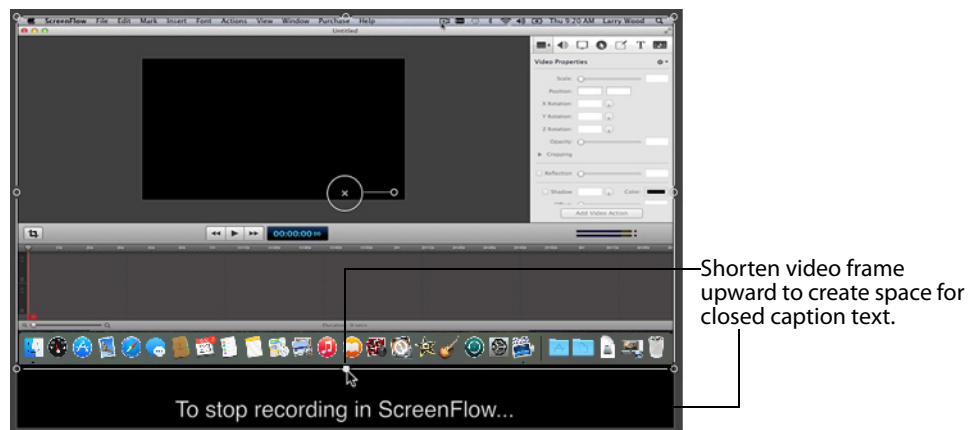 ScreenFlow File Edit Mark Insert Font Actions View Window Purchase Help Thu 9:20 AM Larry Wood
Untitled
T
Video Properties
Scale:
Position:
X Rotation:
Y Rotation:
Z Rotation:
Opacity:
Cropping
Reflection
Shadow Color:
Add Video Action
00:00:00
Shorten video frame
upward to create space for
closed caption text.
To stop recording in ScreenFlow...